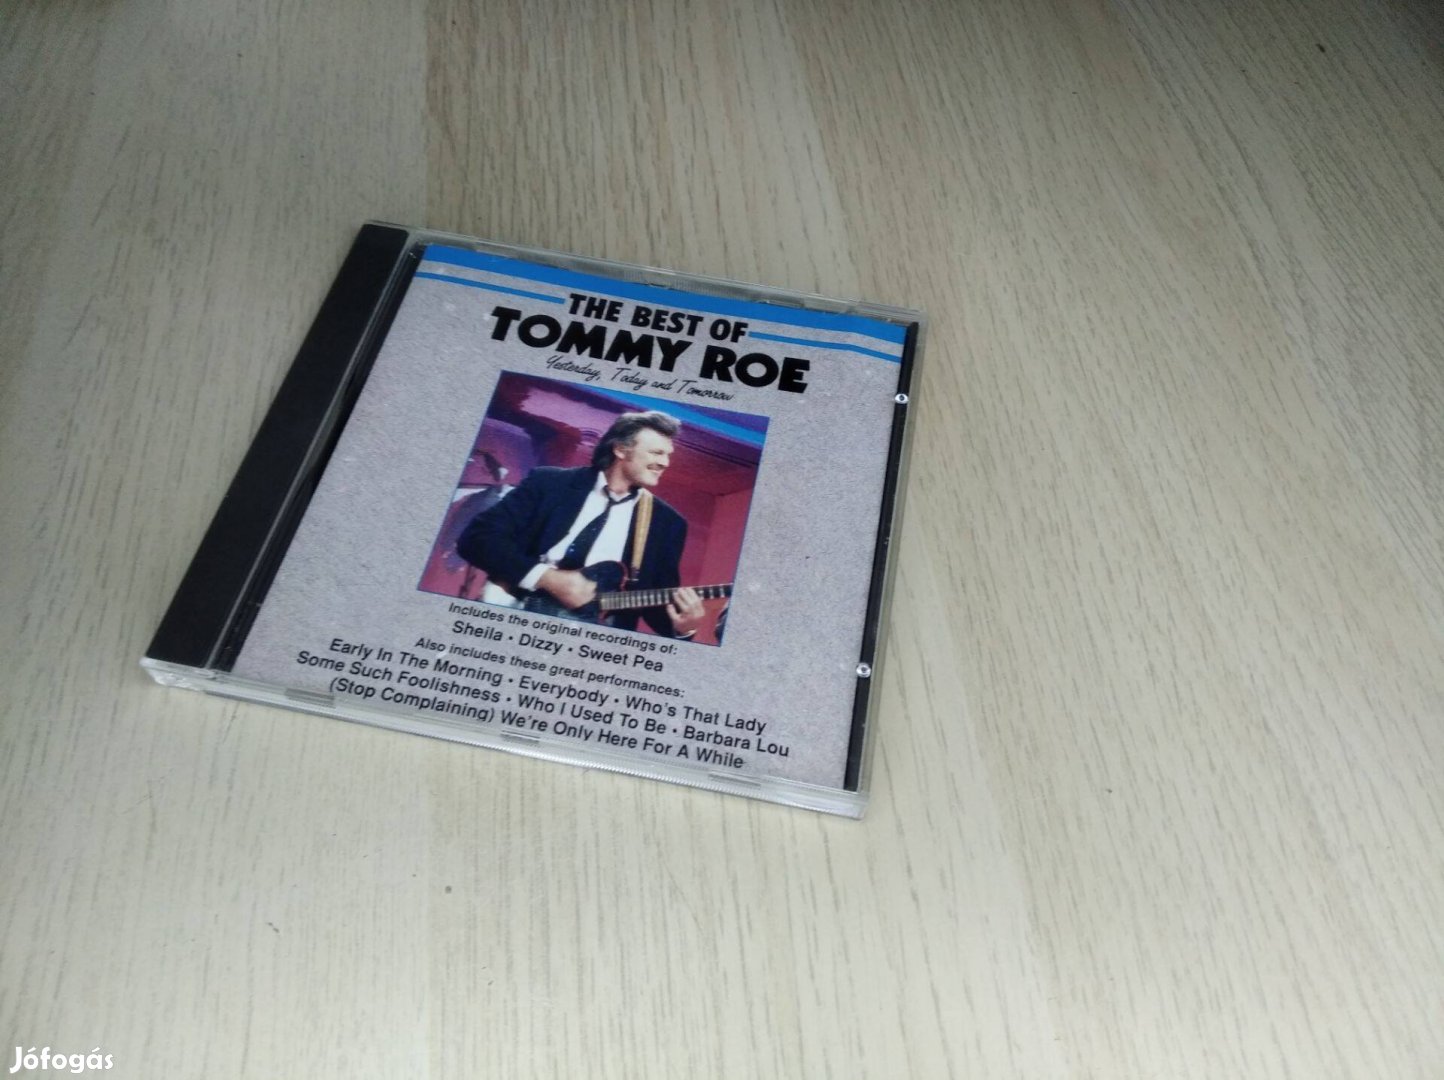 THE BEST OF
TOMMY ROE
Yesterday, Today and Tomorrow
Includes the original recordings of:
Sheila • Dizzy • Sweet Pea
Also includes these great performances:
Early In The Morning • Everybody • Who's That Lady
Some Such Foolishness • Who I Used To Be • Barbara Lou
(Stop Complaining) We're Only Here For A While
Jófogás